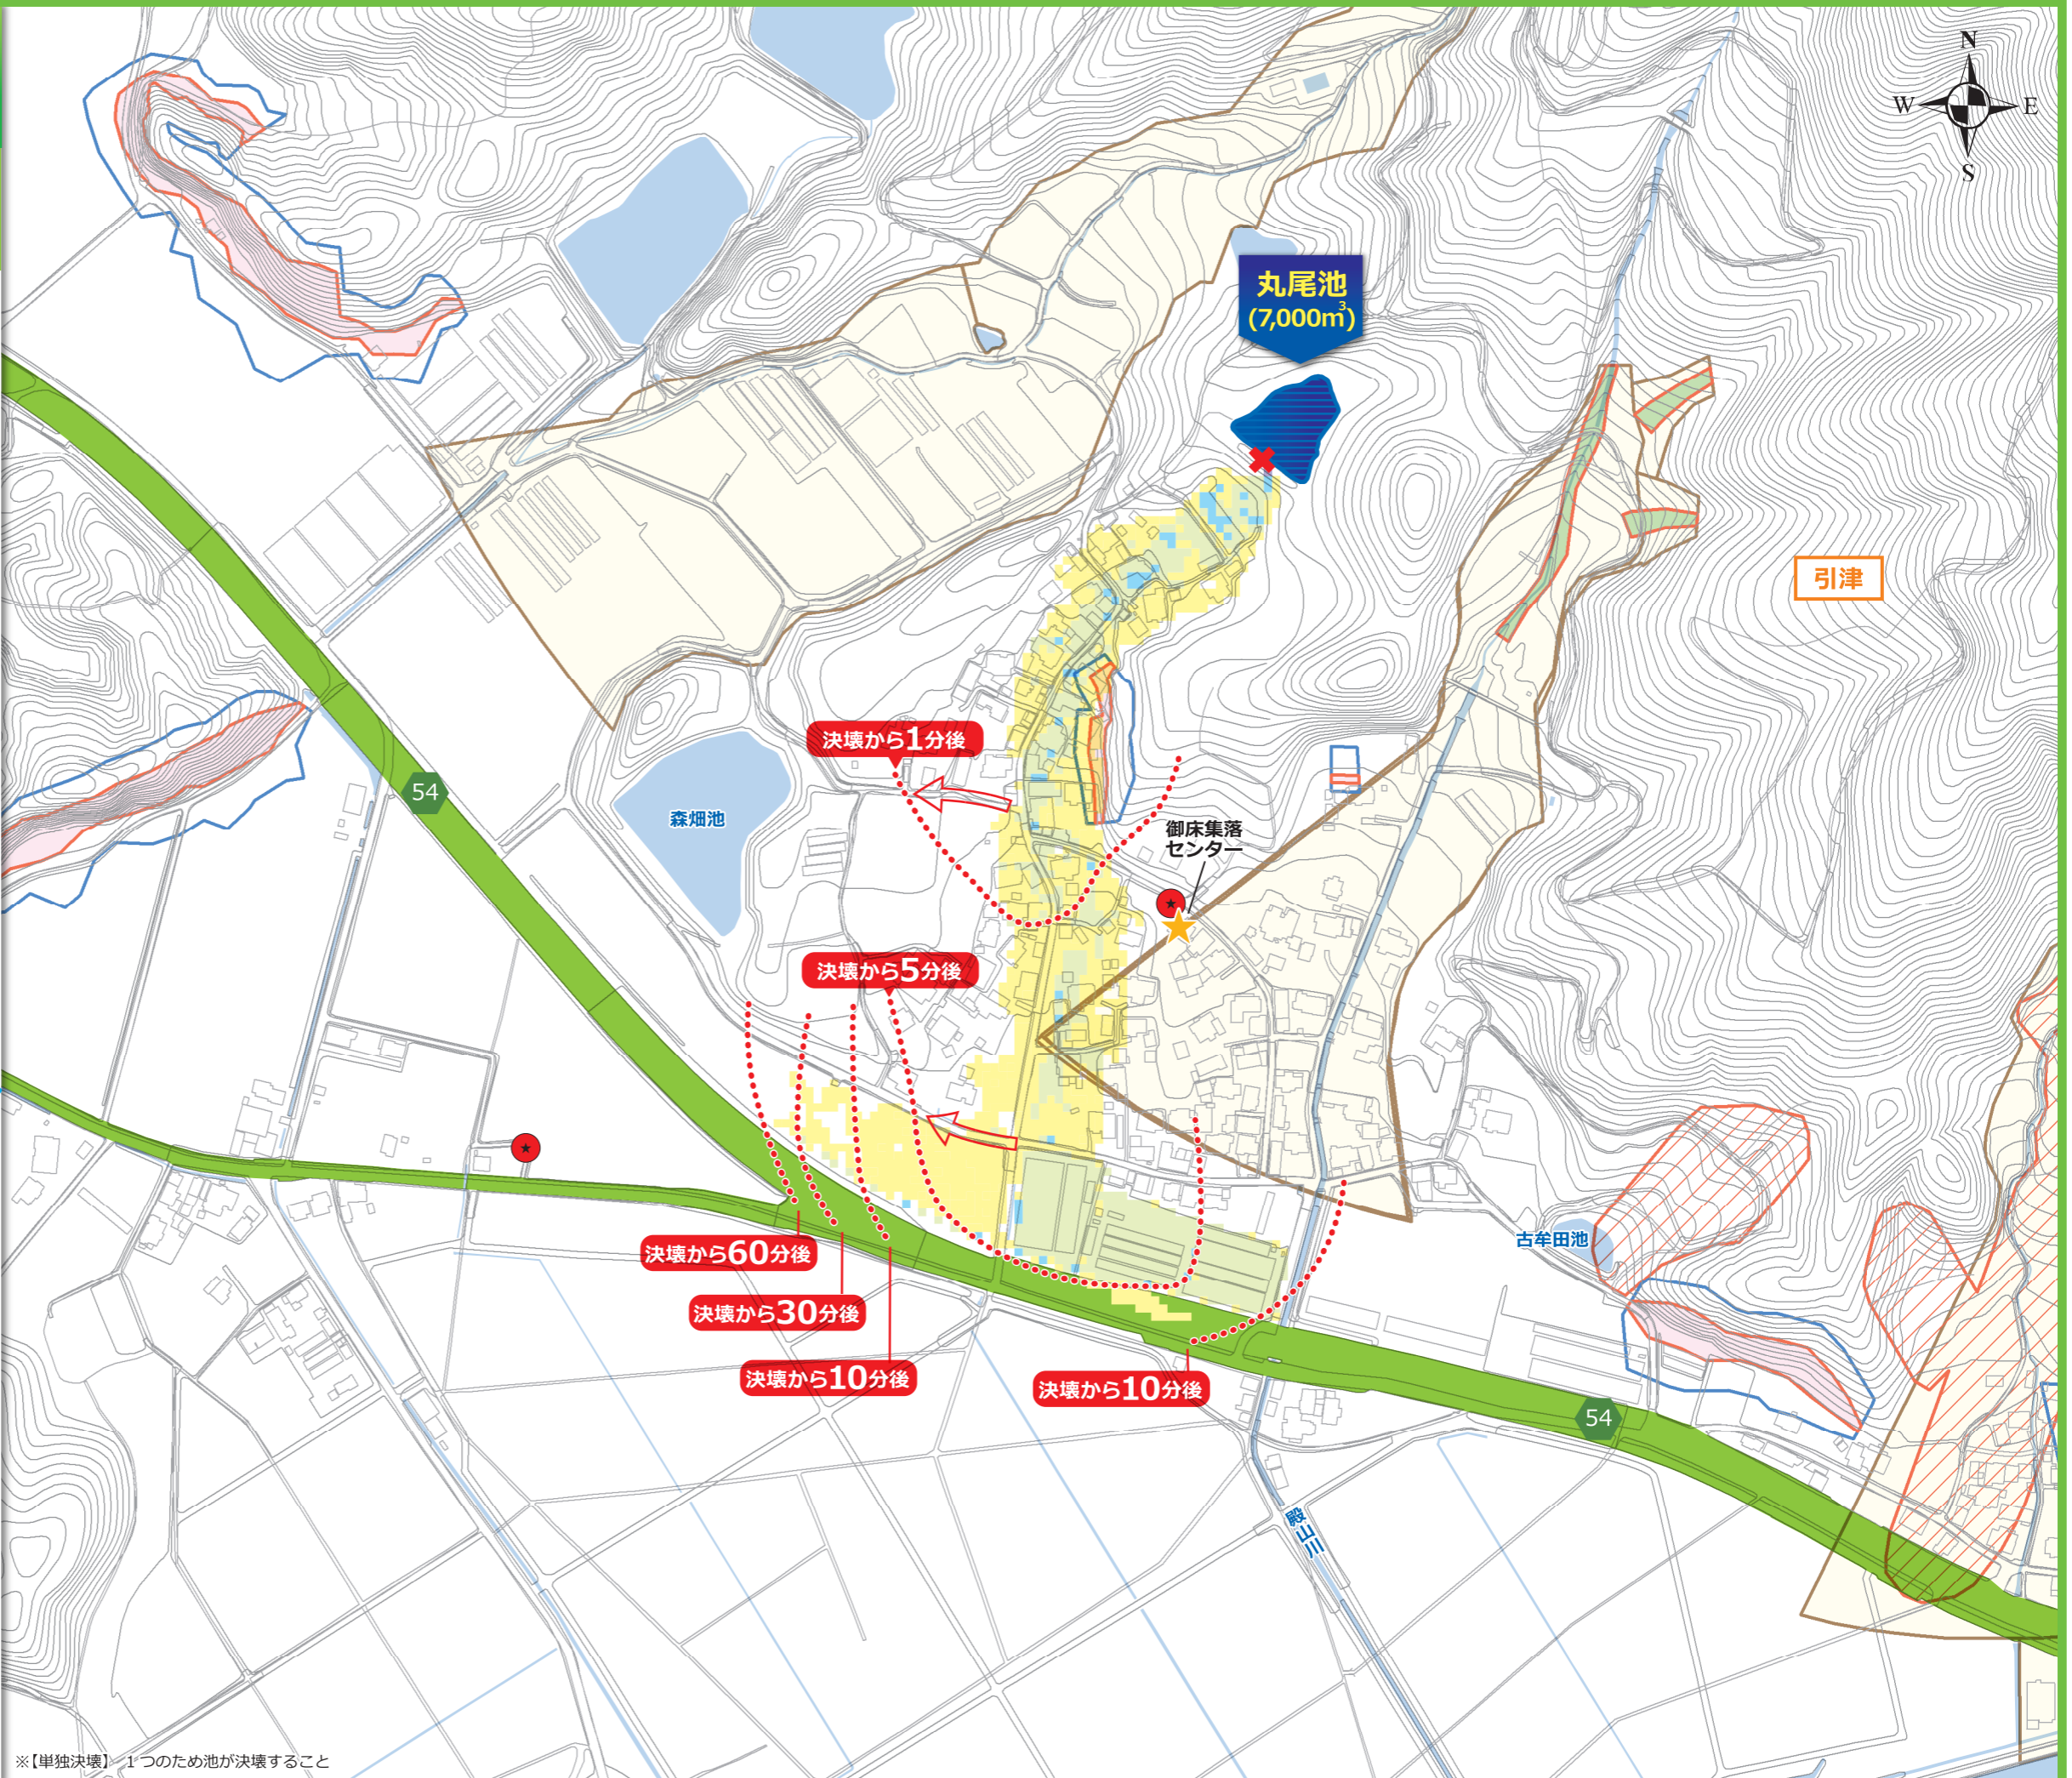 N
W
E
S
丸尾池
(7,000m³)
引津
決壊から1分後
54
森畑池
御床集落
センター
決壊から5分後
古牟田池
決壊から60分後
決壊から30分後
決壊から10分後
決壊から10分後
54
殿山川
※【単独決壊】 1つのため池が決壊すること